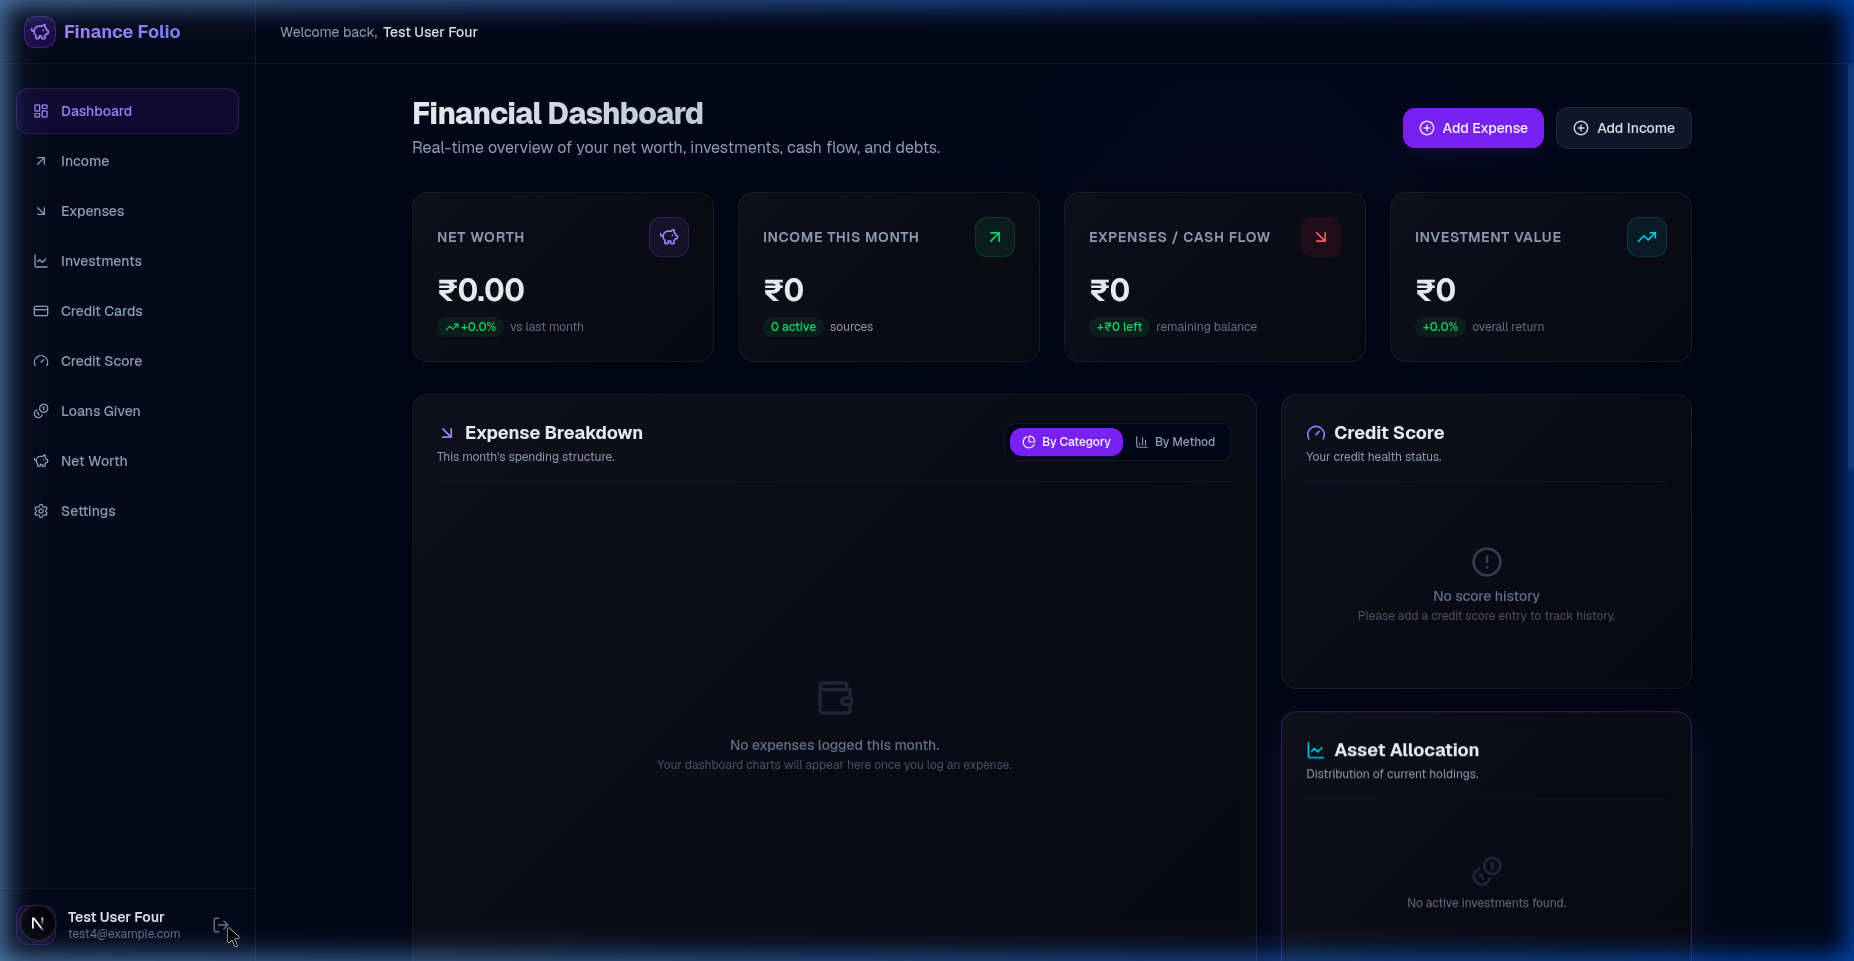 Finance Folio
Welcome back, Test User Four
Dashboard
Income
Expenses
Investments
Credit Cards
Credit Score
Loans Given
Net Worth
Settings
Financial Dashboard
Real-time overview of your net worth, investments, cash flow, and debts.
Add Expense
Add Income
NET WORTH
₹0.00
+0.0% vs last month
INCOME THIS MONTH
₹0
0 active sources
EXPENSES / CASH FLOW
₹0
+₹0 left remaining balance
INVESTMENT VALUE
₹0
+0.0% overall return
Expense Breakdown
This month's spending structure.
By Category
By Method
No expenses logged this month.
Your dashboard charts will appear here once you log an expense.
Credit Score
Your credit health status.
No score history
Please add a credit score entry to track history.
Asset Allocation
Distribution of current holdings.
No active investments found.
N
Test User Four
test4@example.com